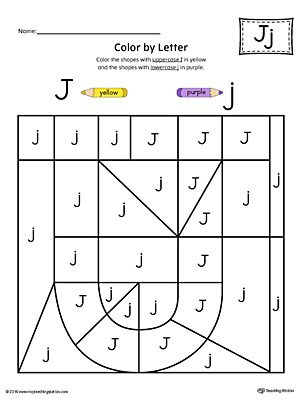 Name:
Jj
Color by Letter
Color the shapes with uppercase J in yellow
and the shapes with lowercase j in purple.
J yellow purple j
j j j J J J j
j j j J J
j j J j j
J j j j J J
j j j
© 2018 www.myteachingstation.com My Teaching Station